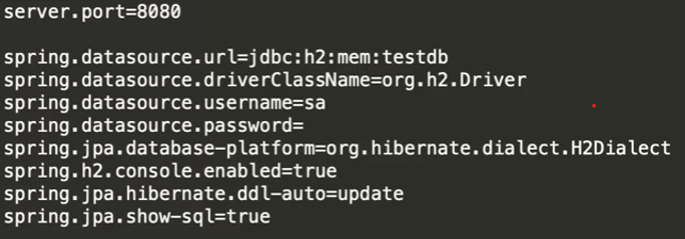 server.port=8080
spring.datasource.url=jdbc:h2:mem:testdb
spring.datasource.driverClassName=org.h2.Driver
spring.datasource.username=sa
spring.datasource.password=
spring.jpa.database-platform=org.hibernate.dialect.H2Dialect
spring.h2.console.enabled=true
spring.jpa.hibernate.ddl-auto=update
spring.jpa.show-sql=true